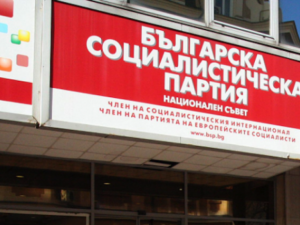 БЪЛГАРСКА
СОЦИАЛИСТИЧЕСКА
ПАРТИЯ
НАЦИОНАЛЕН СЪВЕТ
ЧЛЕН НА СОЦИАЛИСТИЧЕСКИЯ ИНТЕРНАЦИОНАЛ
ЧЛЕН НА ПАРТИЯТА НА ЕВРОПЕЙСКИТЕ СОЦИАЛИСТИ
www.bsp.bg